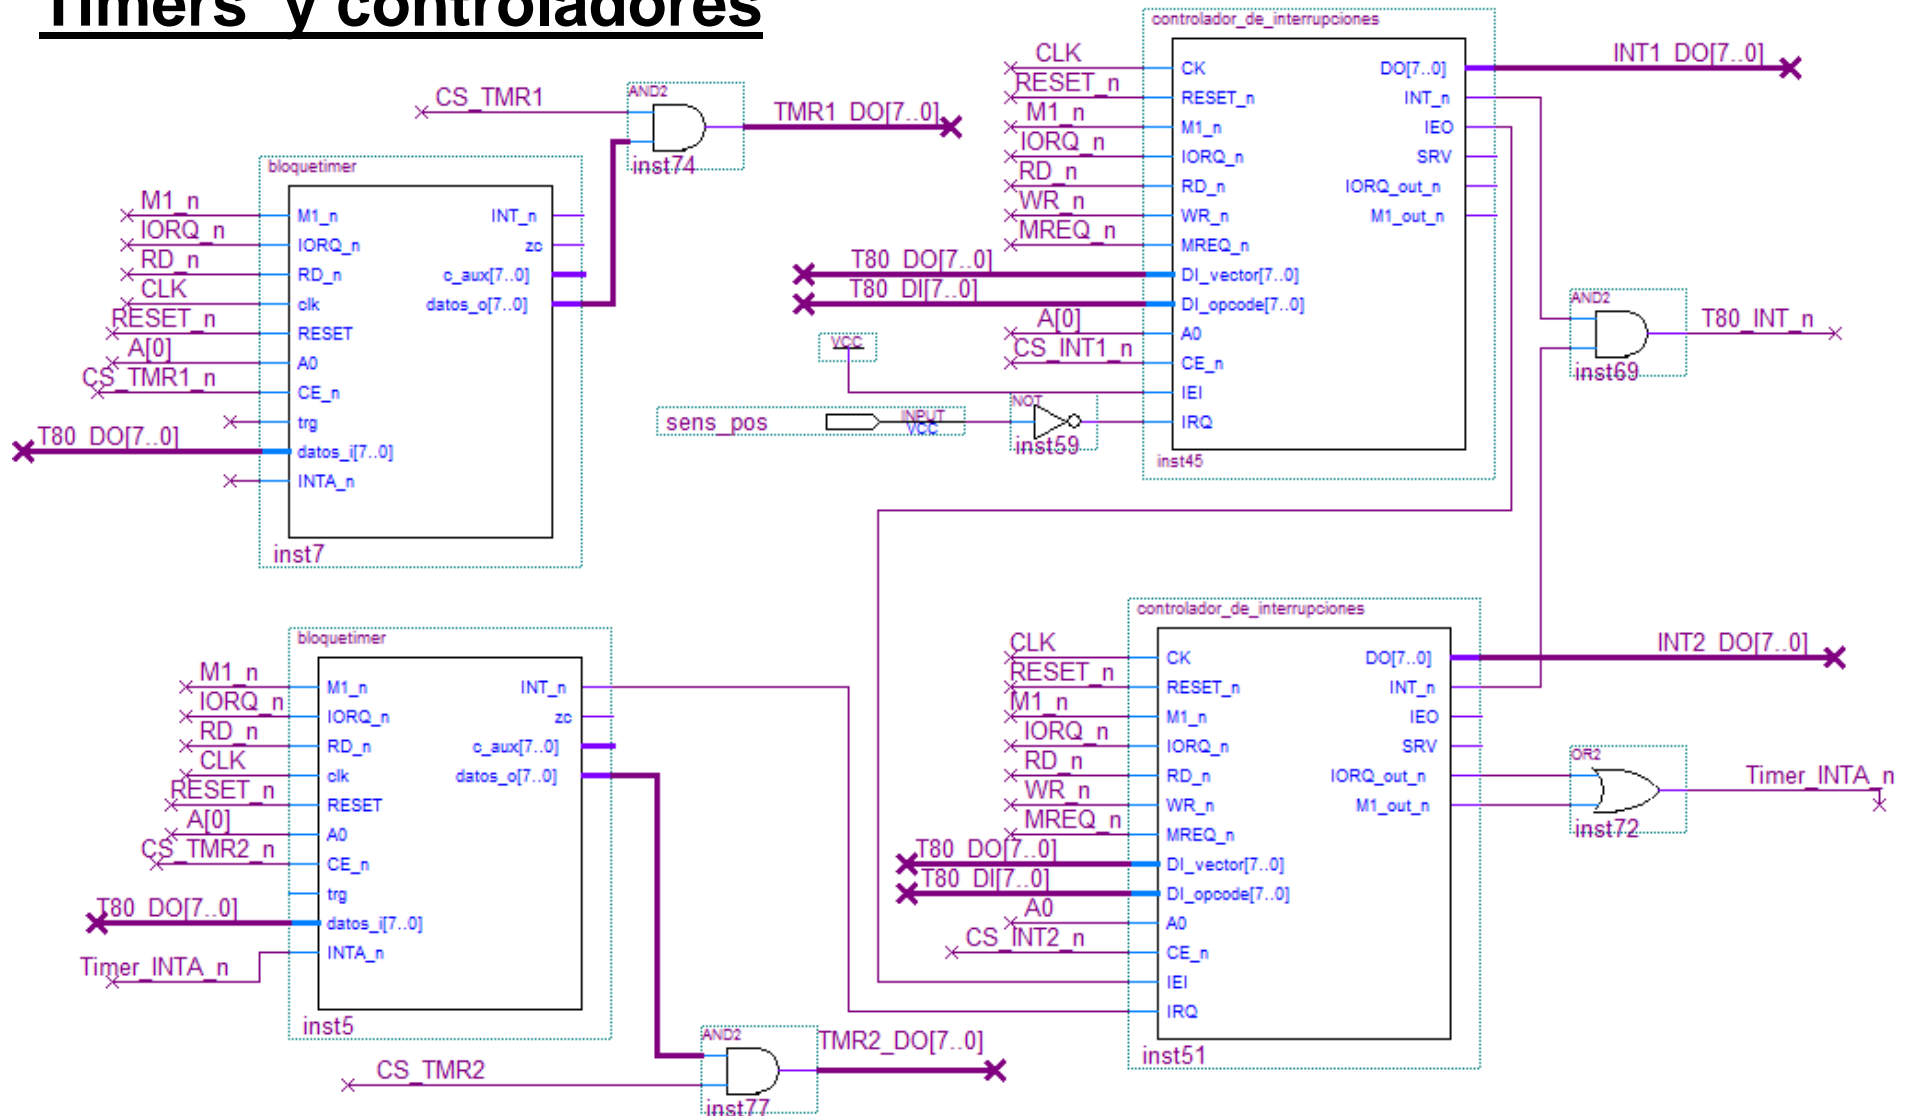 Timers y controladores
CS_TMR1
AND2
TMR1_DO[7..0]
inst74
bloquetimer
M1_n
IORQ_n
RD_n
CLK
RESET_n
A[0]
CS_TMR1_n
T80_DO[7..0]
M1_n
IORQ_n
RD_n
clk
RESET
A0
CE_n
trg
datos_i[7..0]
INTA_n
INT_n
zc
c_aux[7..0]
datos_o[7..0]
inst7
controlador_de_interrupciones
CLK
RESET_n
M1_n
IORQ_n
RD_n
WR_n
MREQ_n
T80_DO[7..0]
T80_DI[7..0]
A[0]
CS_INT1_n
VCC
sens_pos
INPUT
VCC
NOT
inst59
CK
RESET_n
M1_n
IORQ_n
RD_n
WR_n
MREQ_n
DI_vector[7..0]
DI_opcode[7..0]
A0
CE_n
IEI
IRQ
DO[7..0]
INT_n
IEO
SRV
IORQ_out_n
M1_out_n
inst45
INT1_DO[7..0]
AND2
T80_INT_n
inst69
bloquetimer
M1_n
IORQ_n
RD_n
CLK
RESET_n
A[0]
CS_TMR2_n
T80_DO[7..0]
Timer_INTA_n
M1_n
IORQ_n
RD_n
clk
RESET
A0
CE_n
trg
datos_i[7..0]
INTA_n
INT_n
zc
c_aux[7..0]
datos_o[7..0]
inst5
CS_TMR2
AND2
TMR2_DO[7..0]
inst77
controlador_de_interrupciones
CLK
RESET_n
M1_n
IORQ_n
RD_n
WR_n
MREQ_n
T80_DO[7..0]
T80_DI[7..0]
A0
CS_INT2_n
CK
RESET_n
M1_n
IORQ_n
RD_n
WR_n
MREQ_n
DI_vector[7..0]
DI_opcode[7..0]
A0
CE_n
IEI
IRQ
DO[7..0]
INT_n
IEO
SRV
IORQ_out_n
M1_out_n
inst51
INT2_DO[7..0]
OR2
Timer_INTA_n
inst72